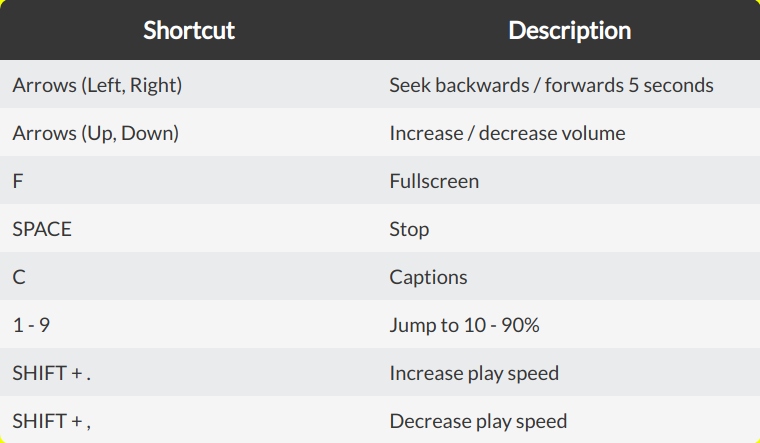 Shortcut Description
Arrows (Left, Right) Seek backwards / forwards 5 seconds
Arrows (Up, Down) Increase / decrease volume
F Fullscreen
SPACE Stop
C Captions
1 - 9 Jump to 10 - 90%
SHIFT + . Increase play speed
SHIFT + , Decrease play speed